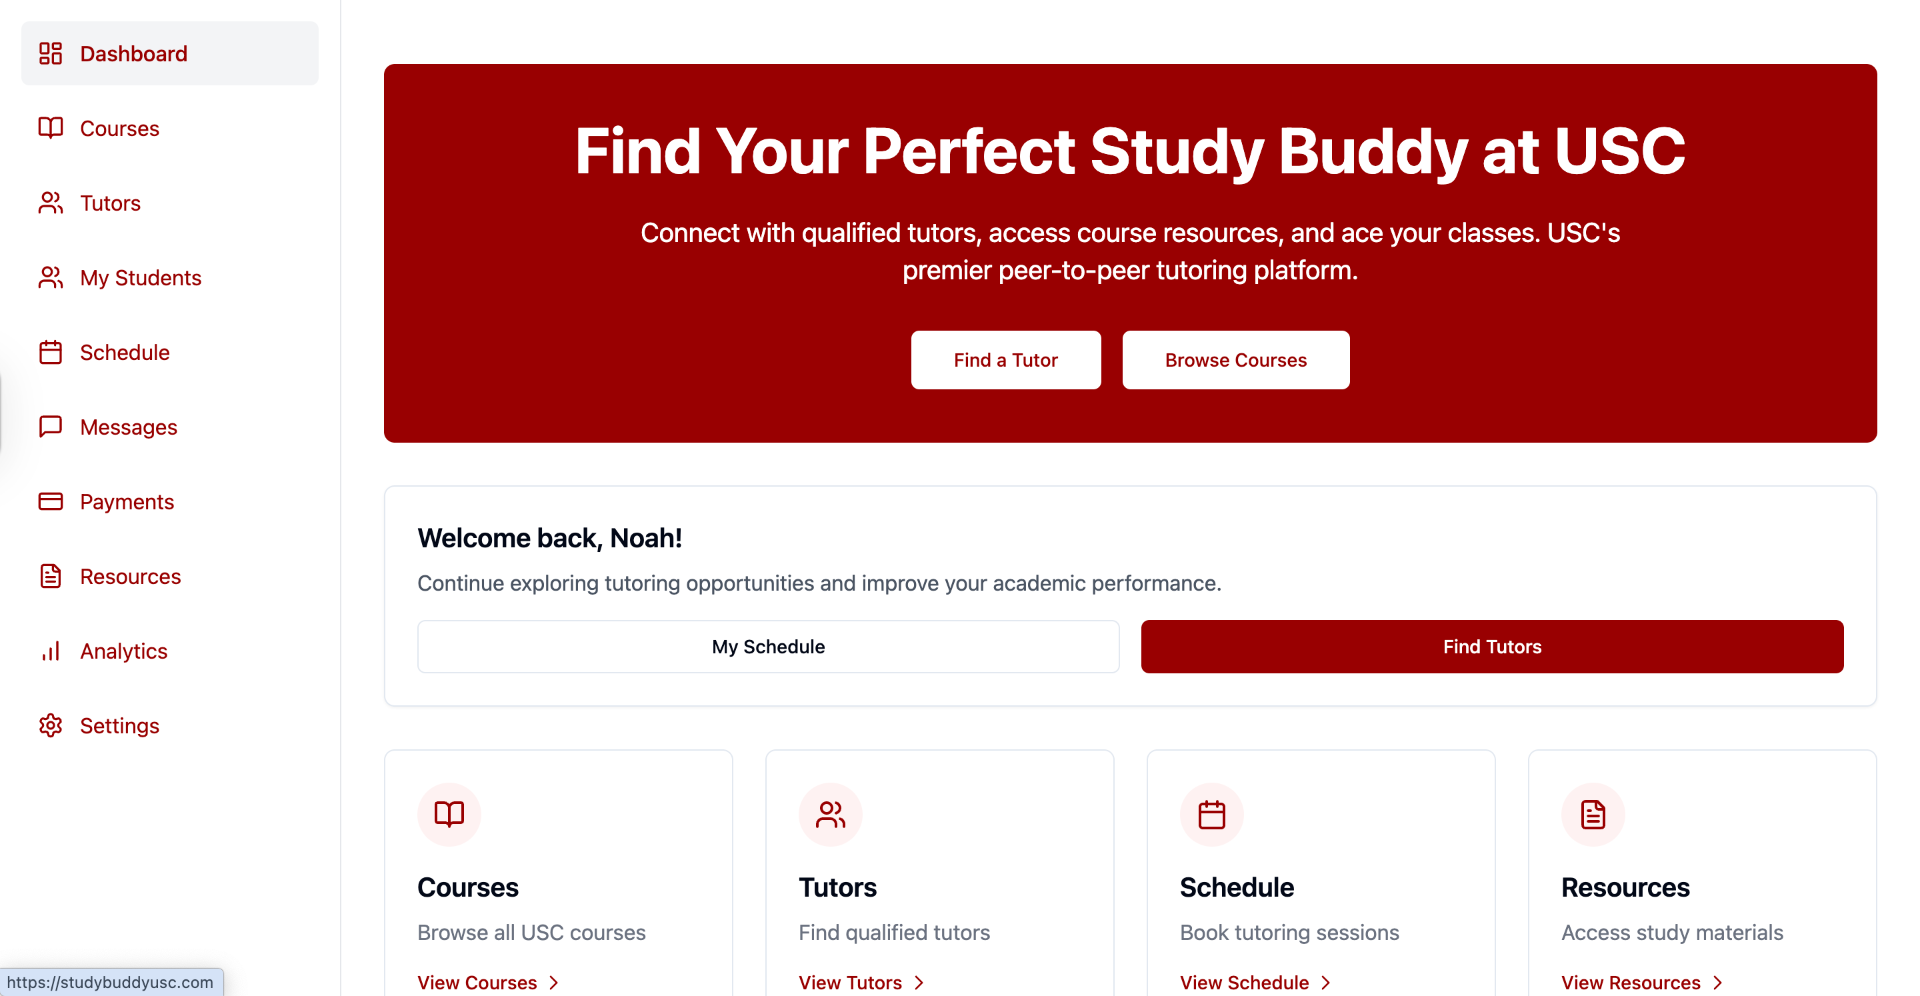 Dashboard
Courses
Tutors
My Students
Schedule
Messages
Payments
Resources
Analytics
Settings
Find Your Perfect Study Buddy at USC
Connect with qualified tutors, access course resources, and ace your classes. USC's
premier peer-to-peer tutoring platform.
Find a Tutor
Browse Courses
Welcome back, Noah!
Continue exploring tutoring opportunities and improve your academic performance.
My Schedule
Find Tutors
Courses
Browse all USC courses
View Courses
Tutors
Find qualified tutors
View Tutors
Schedule
Book tutoring sessions
View Schedule
Resources
Access study materials
View Resources
https://studybuddyusc.com